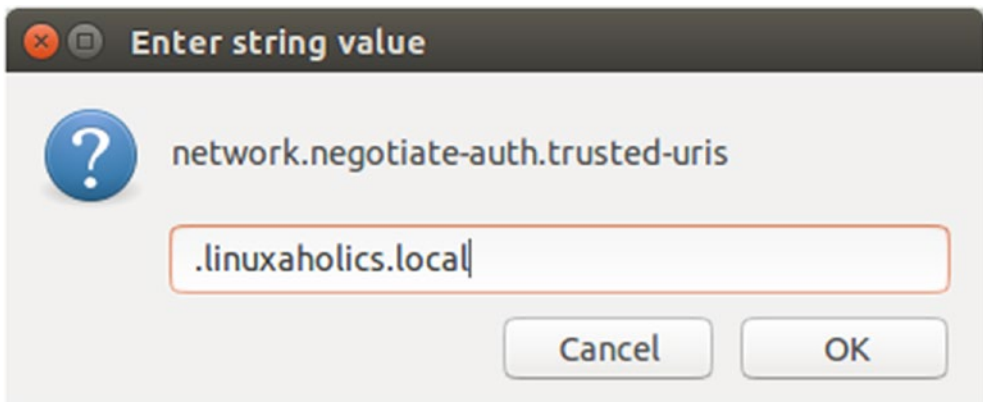 Enter string value
network.negotiate-auth.trusted-uris
.linuxaholics.local
Cancel OK